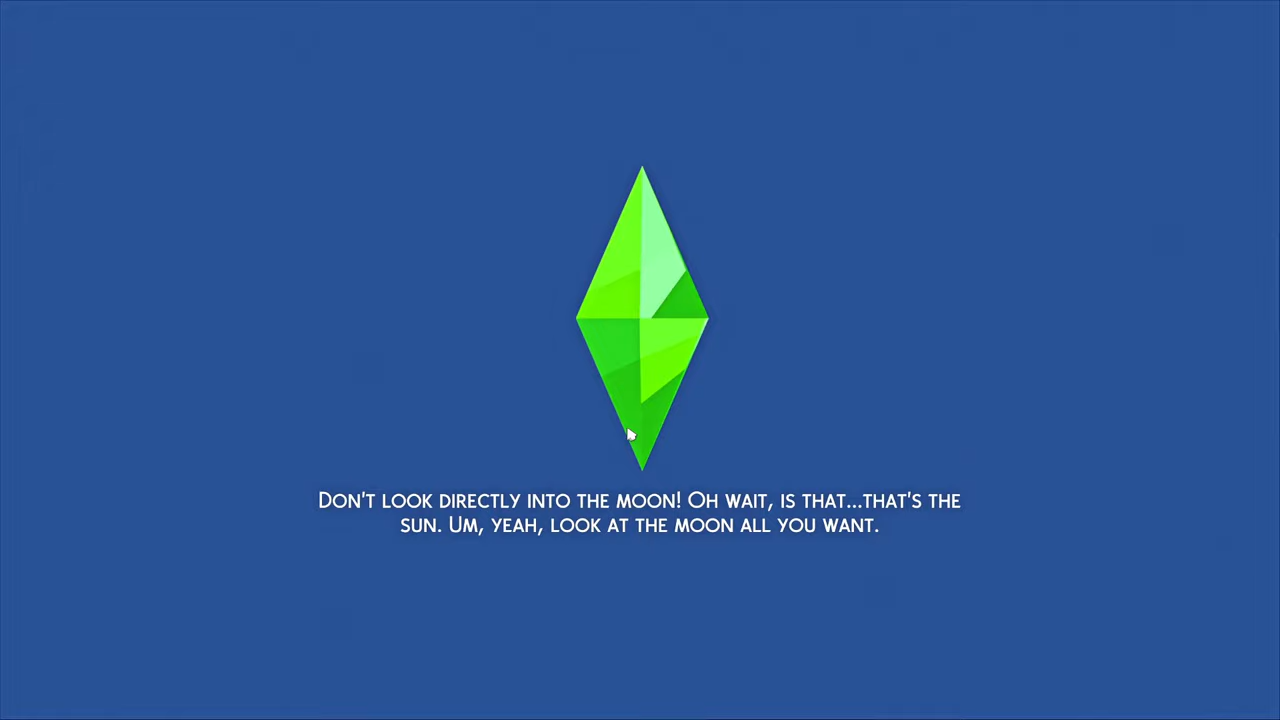 Don't look directly into the moon! Oh wait, is that...that's the
sun. Um, yeah, look at the moon all you want.